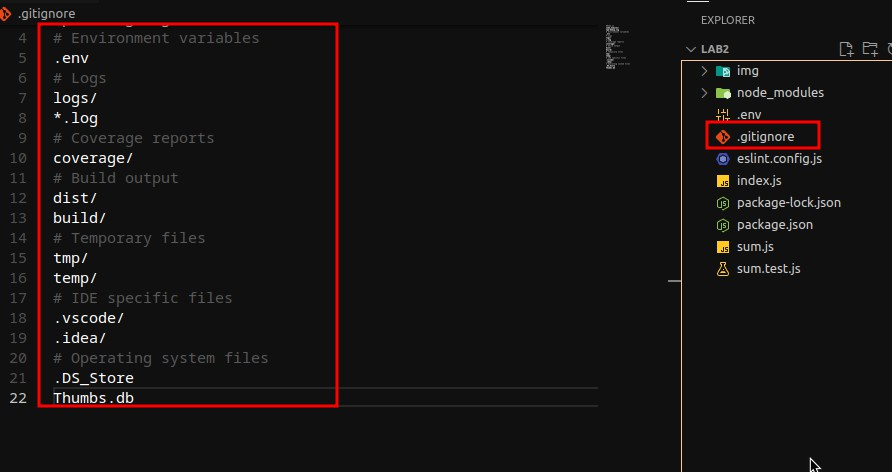 .gitignore
4 # Environment variables
5 .env
6 # Logs
7 logs/
8 *.log
9 # Coverage reports
10 coverage/
11 # Build output
12 dist/
13 build/
14 # Temporary files
15 tmp/
16 temp/
17 # IDE specific files
18 .vscode/
19 .idea/
20 # Operating system files
21 .DS_Store
22 Thumbs.db
EXPLORER
LAB2
img
node_modules
.env
.gitignore
eslint.config.js
index.js
package-lock.json
package.json
sum.js
sum.test.js